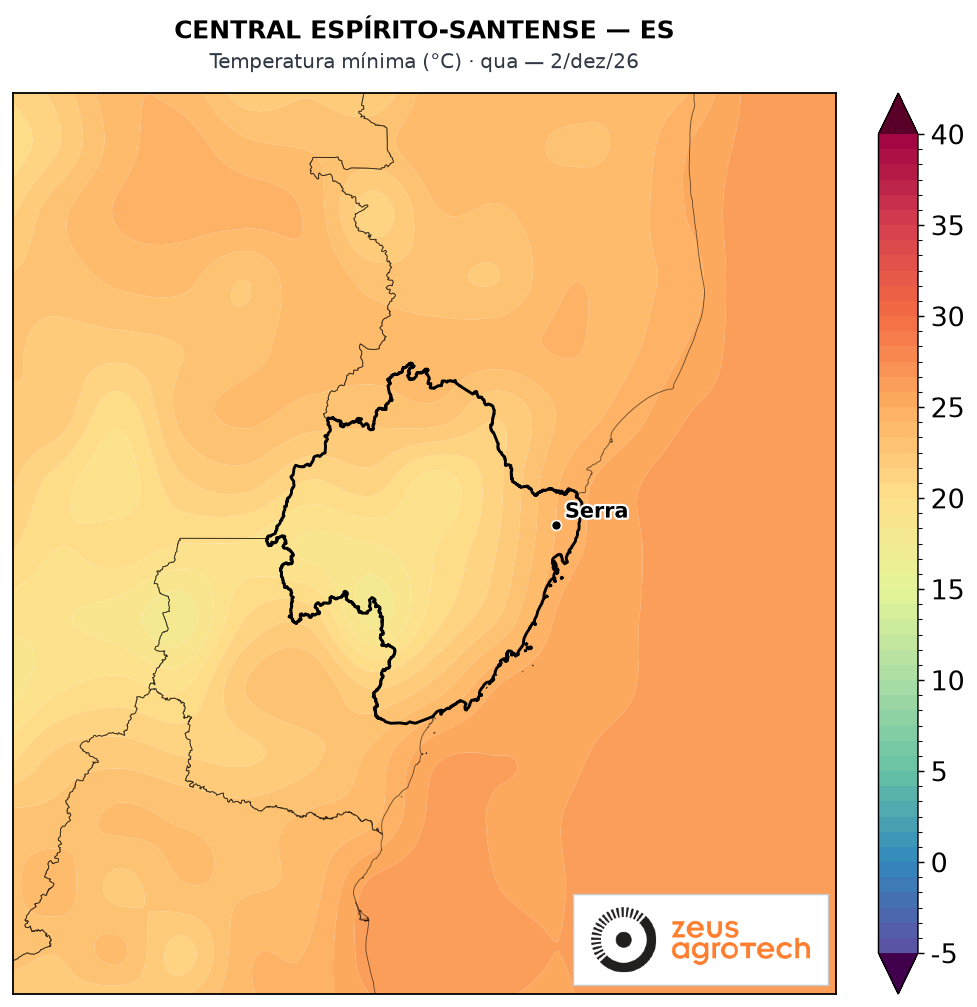 CENTRAL ESPÍRITO-SANTENSE — ES
Temperatura mínima (°C) · qua — 2/dez/26
40
35
30
25
20
15
10
5
0
-5
Serra
zeus
agrotech